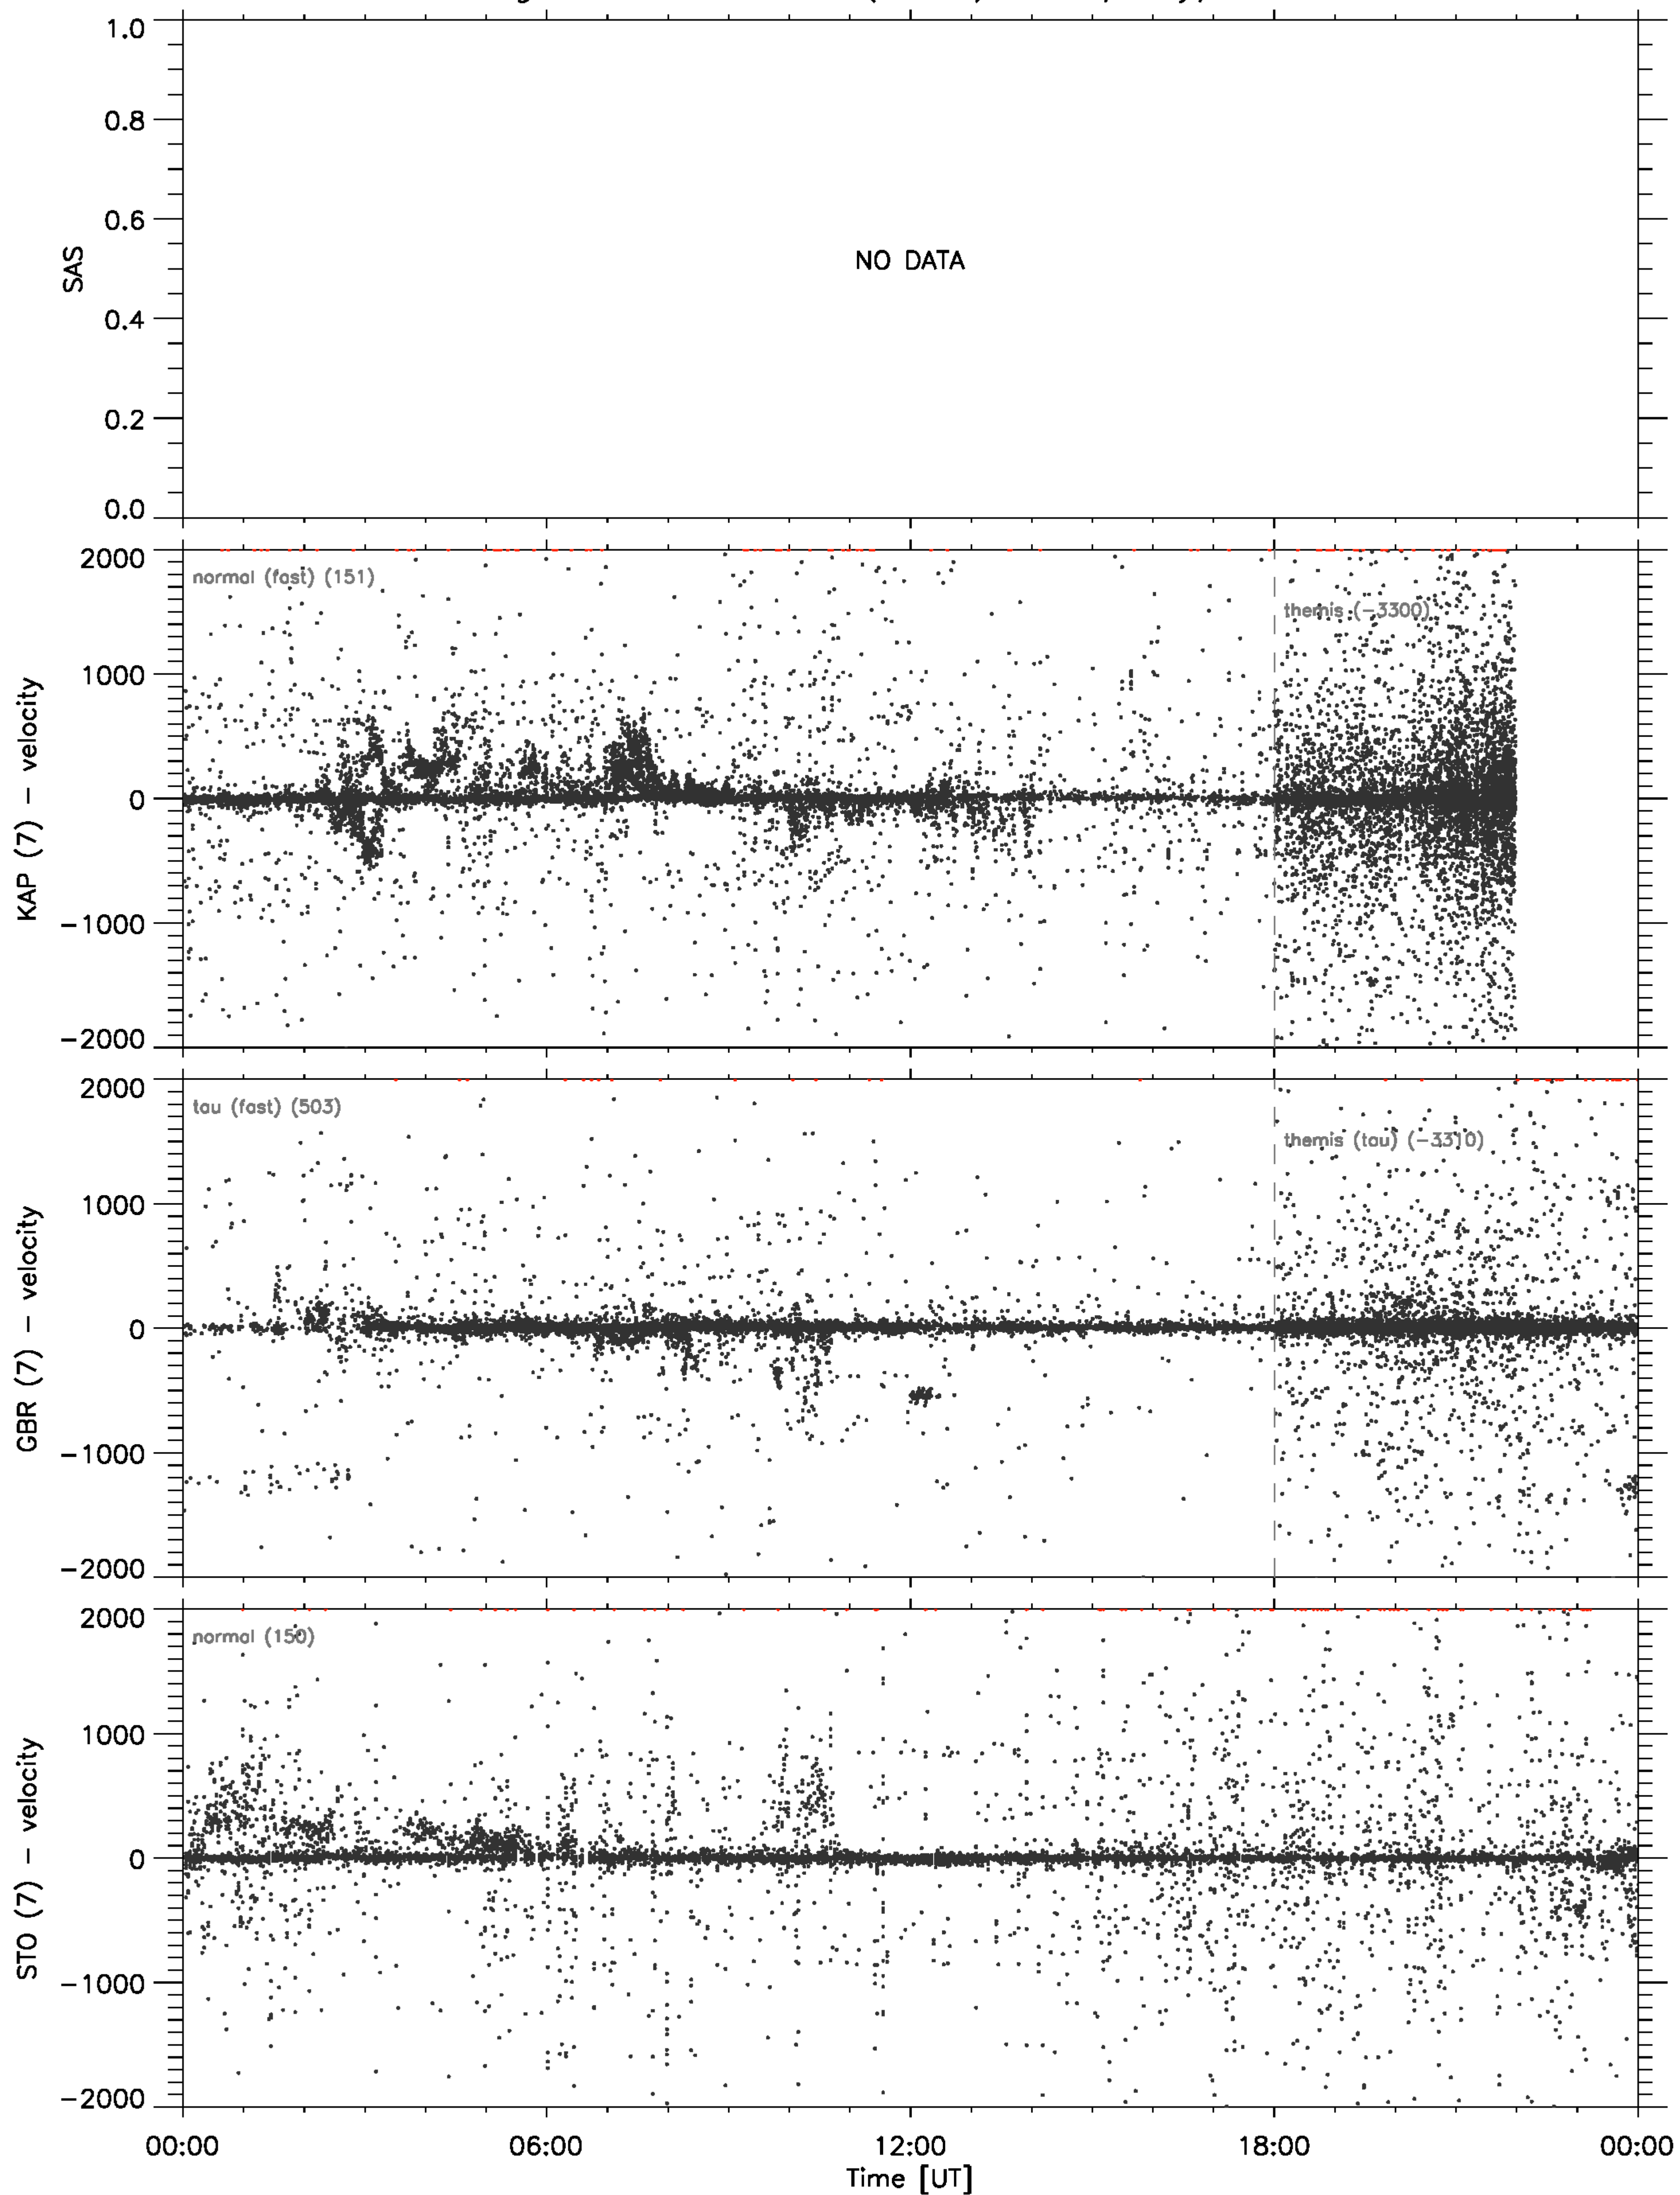 1.0
0.8
0.6
0.4
0.2
0.0
SAS
NO DATA
2000
1000
0
−1000
−2000
KAP (7) − velocity
normal (fast) (151)
themis (−3300)
2000
1000
0
−1000
−2000
GBR (7) − velocity
tau (fast) (503)
themis (tau) (−3310)
2000
1000
0
−1000
−2000
STO (7) − velocity
normal (150)
00:00 06:00 12:00 18:00 00:00
Time [UT]